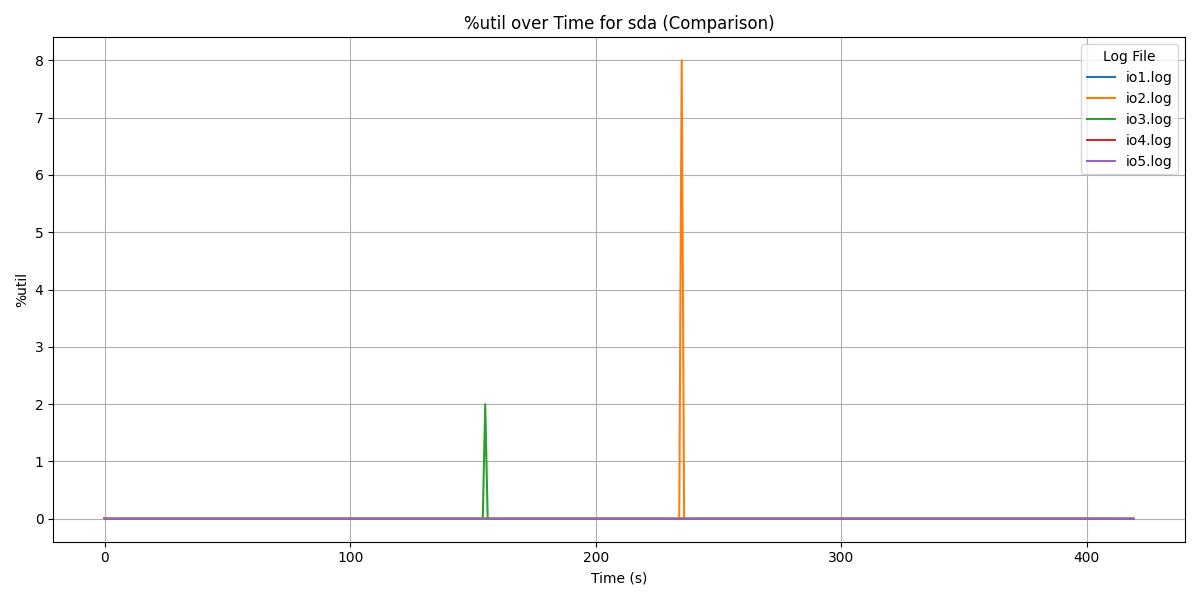 %util over Time for sda (Comparison)
%util
8
7
6
5
4
3
2
1
0
0 100 200 300 400
Time (s)
Log File
io1.log
io2.log
io3.log
io4.log
io5.log